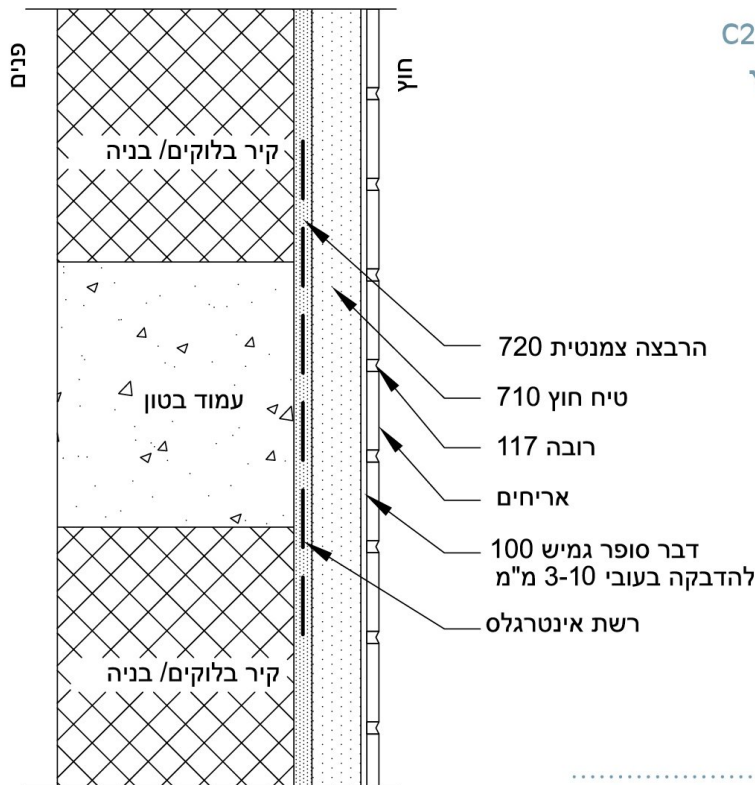 C2
פנים
חוץ
קיר בלוקים/ בניה
עמוד בטון
קיר בלוקים/ בניה
הרבצה צמנטית 720
טיח חוץ 710
רובה 117
אריחים
דבר סופר גמיש 100
להדבקה בעובי 3-10 מ"מ
רשת אינטרגלס